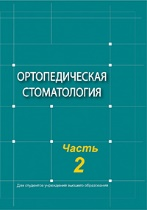 ОРТОПЕДИЧЕСКАЯ
СТОМАТОЛОГИЯ
Часть
2
Для студентов учреждений высшего образования